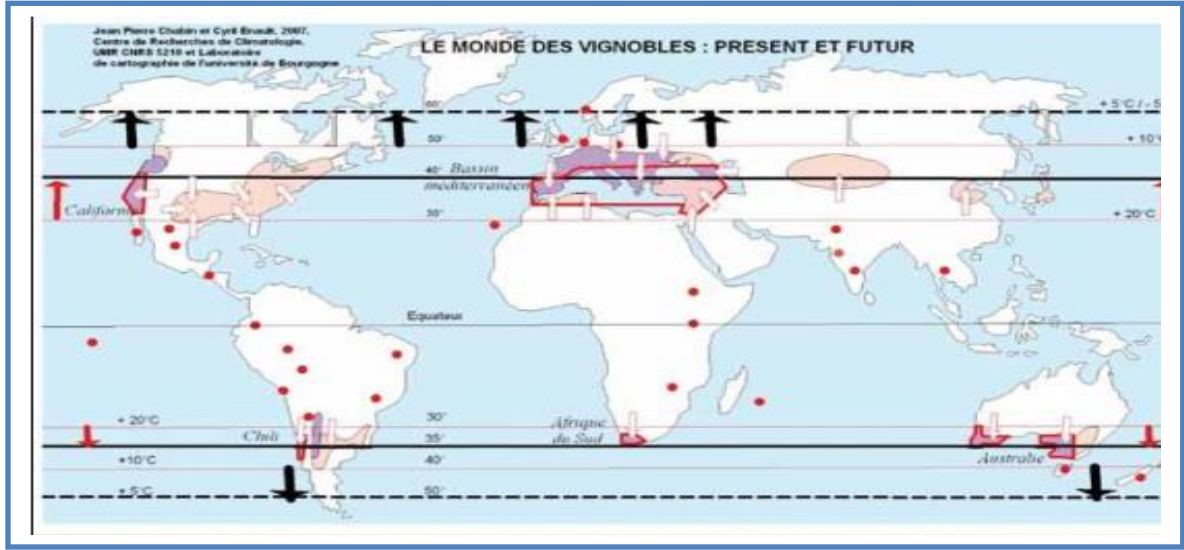 Jean Pierre Chabin et Cyril Enault, 2007.
Centre de Recherches de Climatologie.
UMR CNRS 5210 et Laboratoire
de cartographie de l'université de Bourgogne
LE MONDE DES VIGNOBLES : PRESENT ET FUTUR
60°
+ 5°C / - 5
50°
+ 10°
40°
Bassin
méditerranéen
Californie
30°
+ 20°C
Equateur
+ 20°C
30°
Afrique
du Sud
Chili
35°
+10°C
40°
Australie
+ 5°C
50°